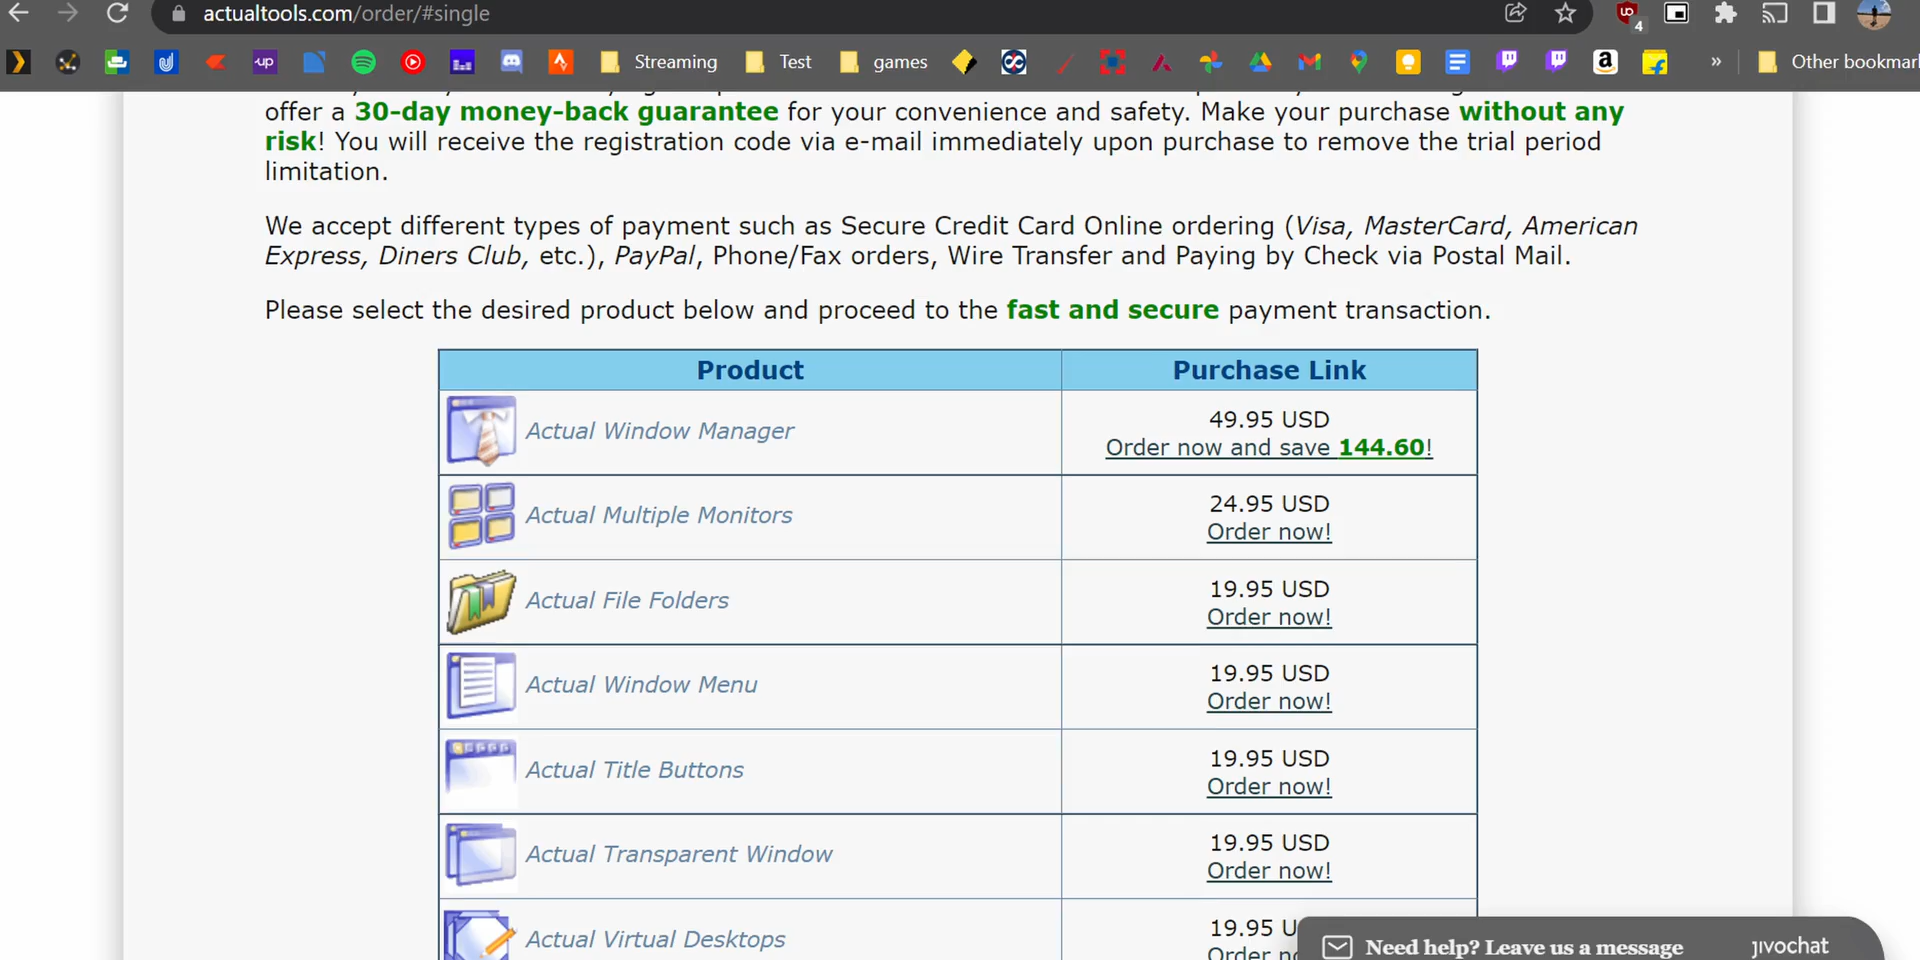 actualtools.com/order/#single
4
up
Streaming
Test
games
»
Other bookmar
offer a 30-day money-back guarantee for your convenience and safety. Make your purchase without any
risk! You will receive the registration code via e-mail immediately upon purchase to remove the trial period
limitation.
We accept different types of payment such as Secure Credit Card Online ordering (Visa, MasterCard, American
Express, Diners Club, etc.), PayPal, Phone/Fax orders, Wire Transfer and Paying by Check via Postal Mail.
Please select the desired product below and proceed to the fast and secure payment transaction.
Product Purchase Link
Actual Window Manager 49.95 USD
Order now and save 144.60!
Actual Multiple Monitors 24.95 USD
Order now!
Actual File Folders 19.95 USD
Order now!
Actual Window Menu 19.95 USD
Order now!
Actual Title Buttons 19.95 USD
Order now!
Actual Transparent Window 19.95 USD
Order now!
Actual Virtual Desktops 19.95 U
Order n
Need help? Leave us a message jivochat